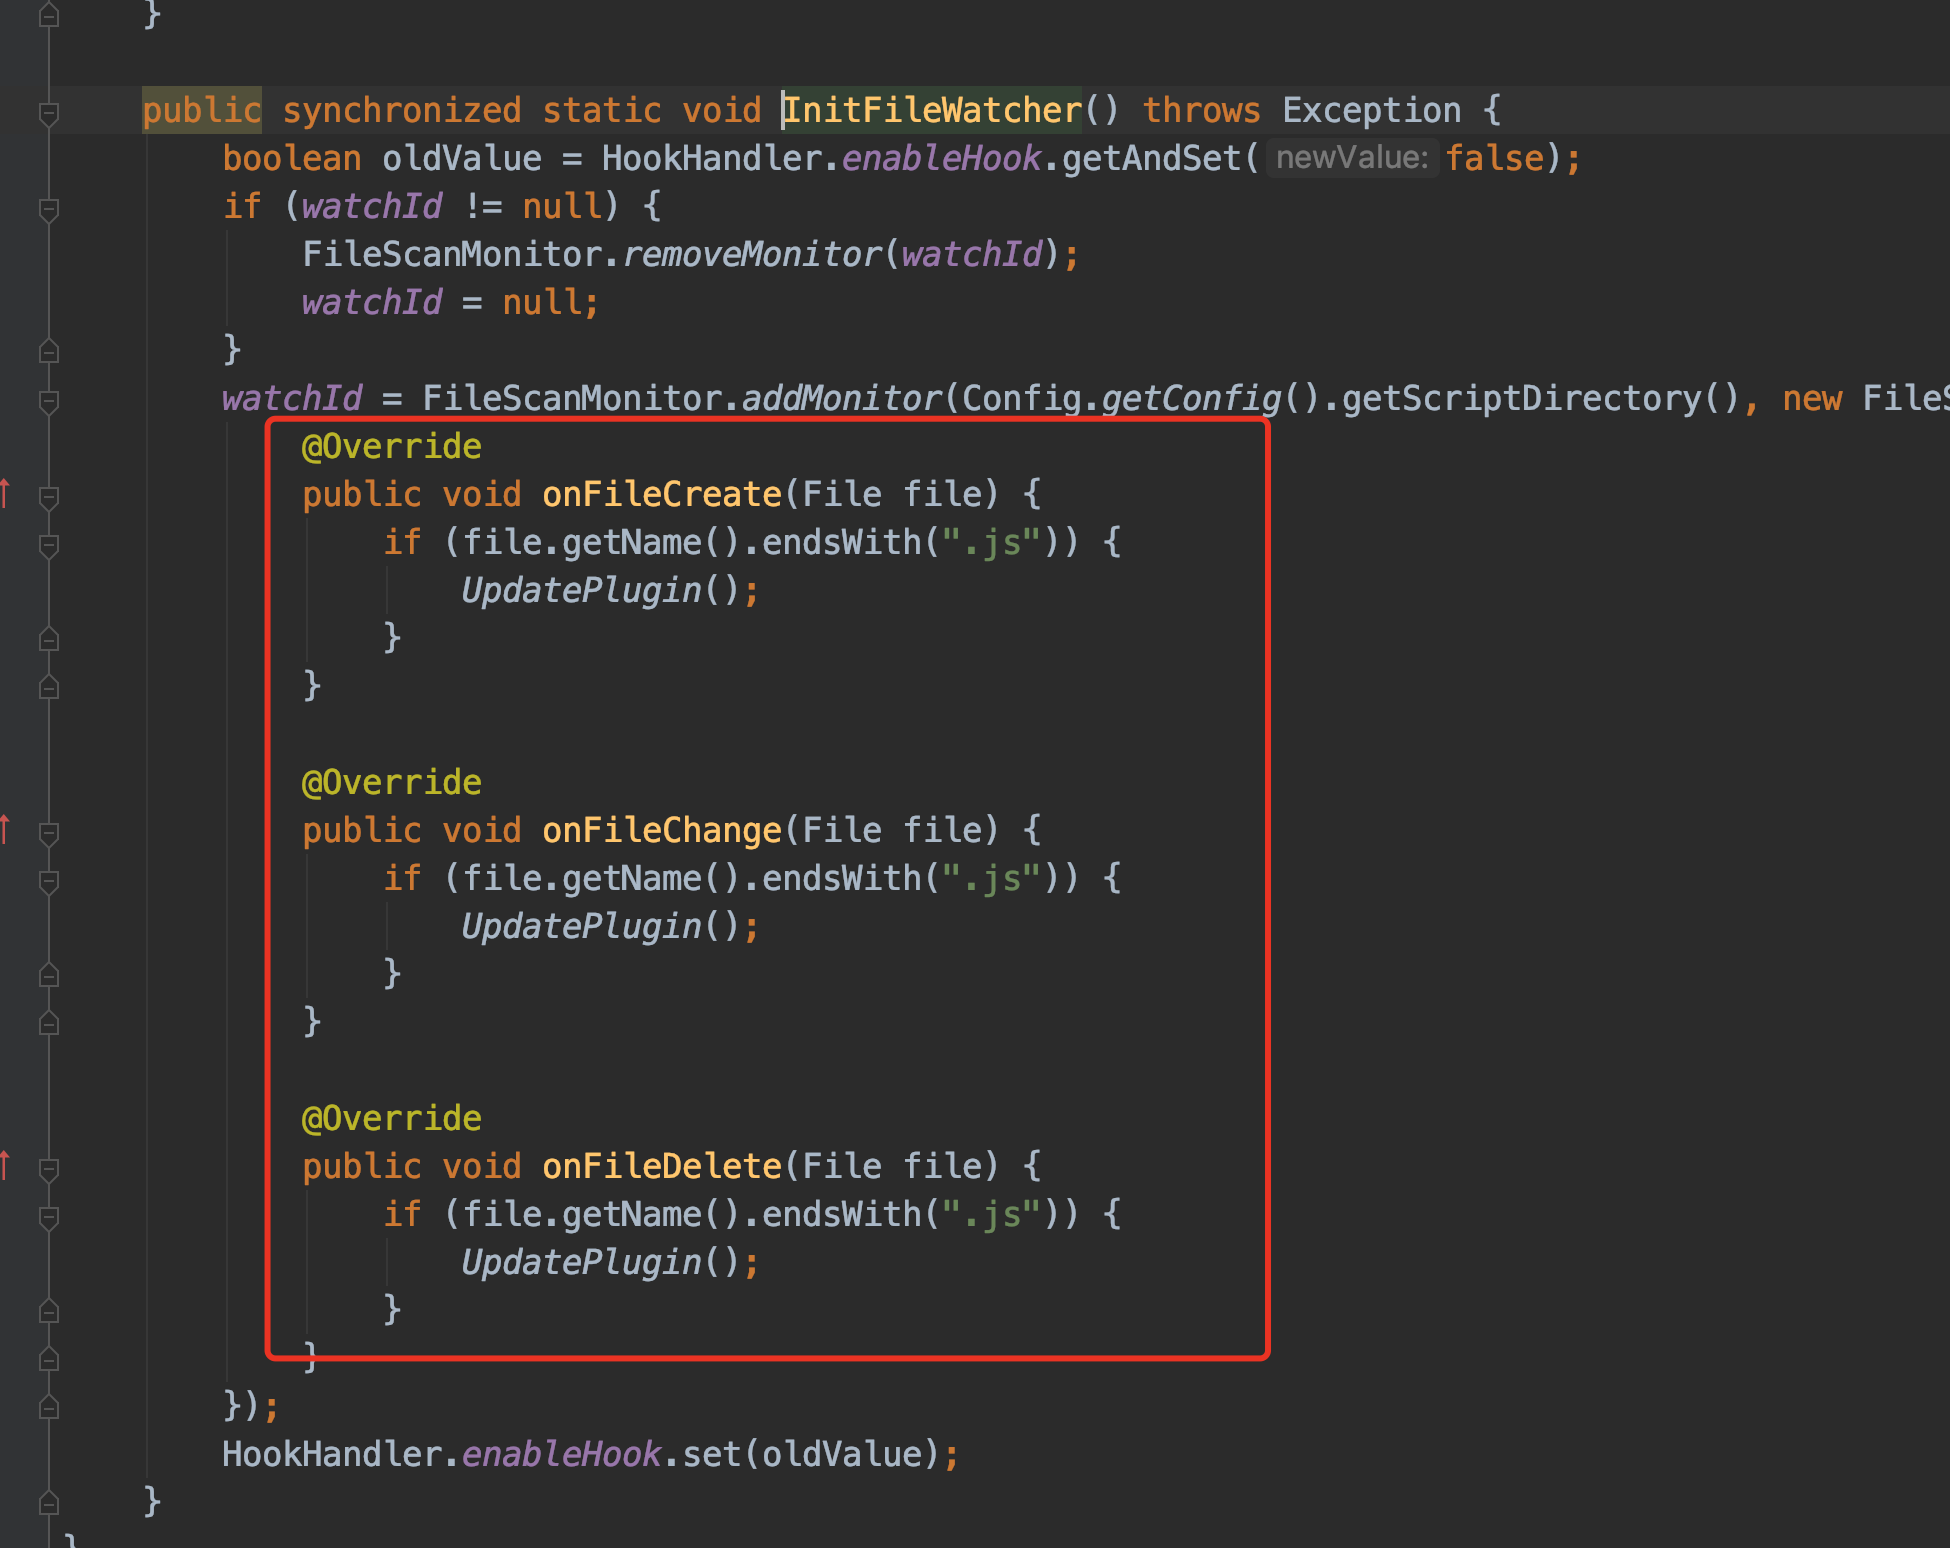 }
public synchronized static void InitFileWatcher() throws Exception {
boolean oldValue = HookHandler.enableHook.getAndSet( newValue: false);
if (watchId != null) {
FileScanMonitor.removeMonitor(watchId);
watchId = null;
}
watchId = FileScanMonitor.addMonitor(Config.getConfig().getScriptDirectory(), new FileS
@Override
public void onFileCreate(File file) {
if (file.getName().endsWith(".js")) {
UpdatePlugin();
}
}
@Override
public void onFileChange(File file) {
if (file.getName().endsWith(".js")) {
UpdatePlugin();
}
}
@Override
public void onFileDelete(File file) {
if (file.getName().endsWith(".js")) {
UpdatePlugin();
}
}
});
HookHandler.enableHook.set(oldValue);
}
}